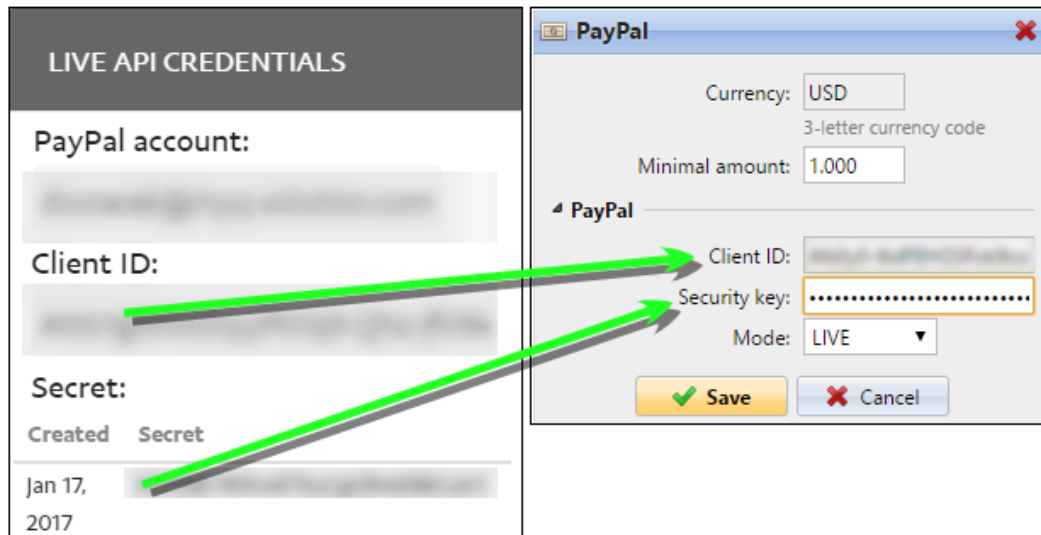 LIVE API CREDENTIALS
PayPal account:
Client ID:
Secret:
Created Secret
Jan 17,
2017
PayPal
Currency: USD
3-letter currency code
Minimal amount: 1.000
PayPal
Client ID:
Security key:
Mode: LIVE
Save Cancel